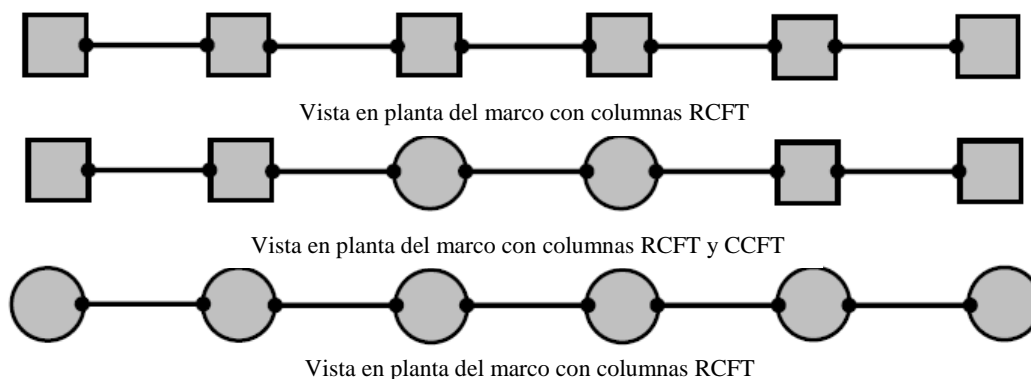 Vista en planta del marco con columnas RCFT
Vista en planta del marco con columnas RCFT y CCFT
Vista en planta del marco con columnas RCFT